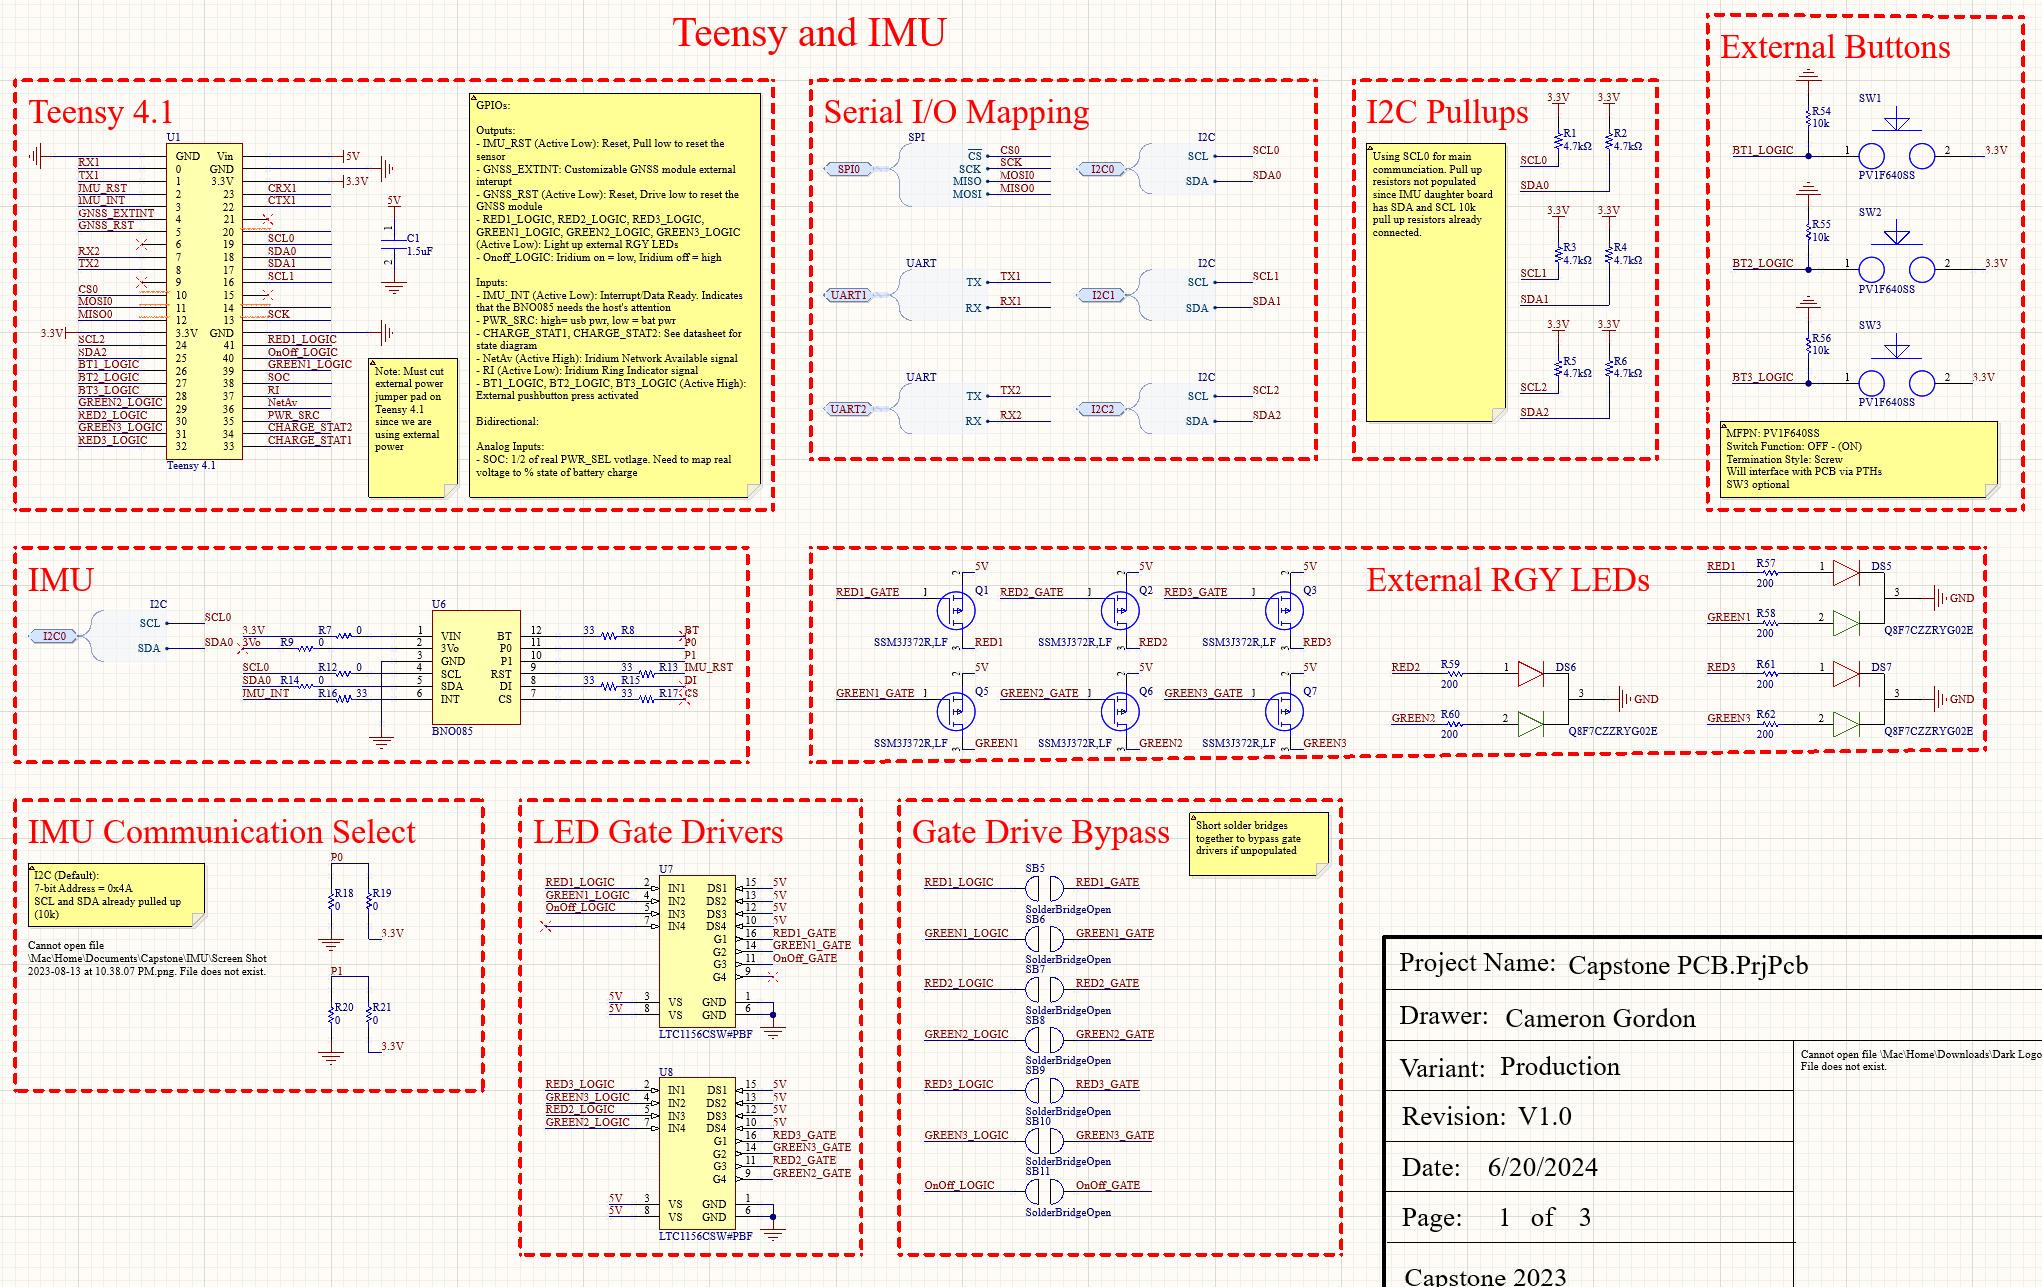 Teensy and IMU
Teensy 4.1
U1
GND
0
1
2
3
4
5
6
7
8
9
10
11
12
3.3V
24
25
26
27
28
29
30
31
32
Vin
GND
3.3V
23
22
21
20
19
18
17
16
15
14
13
GND
41
40
39
38
37
36
35
34
33
RX1
TX1
IMU_RST
IMU_INT
GNSS_EXTINT
GNSS_RST
RX2
TX2
CS0
MOSI0
MISO0
3.3V
SCL2
SDA2
BT1_LOGIC
BT2_LOGIC
BT3_LOGIC
GREEN2_LOGIC
RED2_LOGIC
GREEN3_LOGIC
RED3_LOGIC
5V
3.3V
CRX1
CTX1
SCL0
SDA0
SDA1
SCL1
SCK
RED1_LOGIC
OnOff_LOGIC
GREEN1_LOGIC
SOC
RI
NetAv
PWR_SRC
CHARGE_STAT2
CHARGE_STAT1
Teensy 4.1
5V
1
C1
1.5uF
2
Note: Must cut
external power
jumper pad on
Teensy 4.1
since we are
using external
power
GPIOs:
Outputs:
- IMU_RST (Active Low): Reset, Pull low to reset the
sensor
- GNSS_EXTINT: Customizable GNSS module external
interupt
- GNSS_RST (Active Low): Reset, Drive low to reset the
GNSS module
- RED1_LOGIC, RED2_LOGIC, RED3_LOGIC,
GREEN1_LOGIC, GREEN2_LOGIC, GREEN3_LOGIC
(Active Low): Light up external RGY LEDs
- Onoff_LOGIC: Iridium on = low, Iridium off = high
Inputs:
- IMU_INT (Active Low): Interrupt/Data Ready. Indicates
that the BNO085 needs the host's attention
- PWR_SRC: high= usb pwr, low = bat pwr
- CHARGE_STAT1, CHARGE_STAT2: See datasheet for
state diagram
- NetAv (Active High): Iridium Network Available signal
- RI (Active Low): Iridium Ring Indicator signal
- BT1_LOGIC, BT2_LOGIC, BT3_LOGIC (Active High):
External pushbutton press activated
Bidirectional:
Analog Inputs:
- SOC: 1/2 of real PWR_SEL votlage. Need to map real
voltage to % state of battery charge
Serial I/O Mapping
SPI
SPI0
CS CS0
SCK SCK
MISO MOSI0
MOSI MISO0
I2C
I2C0
SCL SCL0
SDA SDA0
UART
UART1
TX TX1
RX RX1
I2C
I2C1
SCL SCL1
SDA SDA1
UART
UART2
TX TX2
RX RX2
I2C
I2C2
SCL SCL2
SDA SDA2
I2C Pullups
Using SCL0 for main
communciation. Pull up
resistors not populated
since IMU daughter board
has SDA and SCL 10k
pull up resistors already
connected.
3.3V 3.3V
R1 R2
4.7kΩ 4.7kΩ
SCL0
SDA0
3.3V 3.3V
R3 R4
4.7kΩ 4.7kΩ
SCL1
SDA1
3.3V 3.3V
R5 R6
4.7kΩ 4.7kΩ
SCL2
SDA2
External Buttons
R54
10k
SW1
BT1_LOGIC 1 2 3.3V
PV1F640SS
R55
10k
SW2
BT2_LOGIC 1 2 3.3V
PV1F640SS
R56
10k
SW3
BT3_LOGIC 1 2 3.3V
PV1F640SS
MFPN: PV1F640SS
Switch Function: OFF - (ON)
Termination Style: Screw
Will interface with PCB via PTHs
SW3 optional
IMU
I2C
I2C0
SCL SCL0
SDA SDA0
U6
3.3V R7 0 1 VIN
3Vo R9 0 2 3Vo
3 GND
SCL0 R12 0 4 SCL
SDA0 R14 0 5 SDA
IMU_INT R16 33 6 INT
BT 12 33 R8 BT
P0 11 P0
P1 10 P1
RST 9 33 R13 IMU_RST
DI 8 33 R15 DI
CS 7 33 R17 CS
BNO085
External RGY LEDs
RED1_GATE 1 2 5V Q1
SSM3J372R,LF 3 RED1
RED2_GATE 1 2 5V Q2
SSM3J372R,LF 3 RED2
RED3_GATE 1 2 5V Q3
SSM3J372R,LF 3 RED3
GREEN1_GATE 1 2 5V Q5
SSM3J372R,LF 3 GREEN1
GREEN2_GATE 1 2 5V Q6
SSM3J372R,LF 3 GREEN2
GREEN3_GATE 1 2 5V Q7
SSM3J372R,LF 3 GREEN3
RED1 R57 200 1 DS5
3 GND
GREEN1 R58 200 2 Q8F7CZZRYG02E
RED2 R59 200 1 DS6
3 GND
GREEN2 R60 200 2 Q8F7CZZRYG02E
RED3 R61 200 1 DS7
3 GND
GREEN3 R62 200 2 Q8F7CZZRYG02E
IMU Communication Select
I2C (Default):
7-bit Address = 0x4A
SCL and SDA already pulled up
(10k)
Cannot open file
\Mac\Home\Documents\Capstone\IMU\Screen Shot
2023-08-13 at 10.38.07 PM.png. File does not exist.
P0
R18 R19
0 0
3.3V
P1
R20 R21
0 0
3.3V
LED Gate Drivers
U7
RED1_LOGIC 2 IN1 DS1 15 5V
GREEN1_LOGIC 4 IN2 DS2 13 5V
OnOff_LOGIC 5 IN3 DS3 12 5V
7 IN4 DS4 10 5V
G1 16 RED1_GATE
G2 14 GREEN1_GATE
G3 11 OnOff_GATE
G4 9
5V 3 VS GND 1
5V 8 VS GND 6
LTC1156CSW#PBF
U8
RED3_LOGIC 2 IN1 DS1 15 5V
GREEN3_LOGIC 4 IN2 DS2 13 5V
RED2_LOGIC 5 IN3 DS3 12 5V
GREEN2_LOGIC 7 IN4 DS4 10 5V
G1 16 RED3_GATE
G2 14 GREEN3_GATE
G3 11 RED2_GATE
G4 9 GREEN2_GATE
5V 3 VS GND 1
5V 8 VS GND 6
LTC1156CSW#PBF
Gate Drive Bypass
Short solder bridges
together to bypass gate
drivers if unpopulated
SB5
RED1_LOGIC RED1_GATE
SolderBridgeOpen
SB6
GREEN1_LOGIC GREEN1_GATE
SolderBridgeOpen
SB7
RED2_LOGIC RED2_GATE
SolderBridgeOpen
SB8
GREEN2_LOGIC GREEN2_GATE
SolderBridgeOpen
SB9
RED3_LOGIC RED3_GATE
SolderBridgeOpen
SB10
GREEN3_LOGIC GREEN3_GATE
SolderBridgeOpen
SB11
OnOff_LOGIC OnOff_GATE
SolderBridgeOpen
Project Name: Capstone PCB.PrjPcb
Drawer: Cameron Gordon
Variant: Production
Revision: V1.0
Date: 6/20/2024
Page: 1 of 3
Capstone 2023
Cannot open file \Mac\Home\Downloads\Dark Logo
File does not exist.